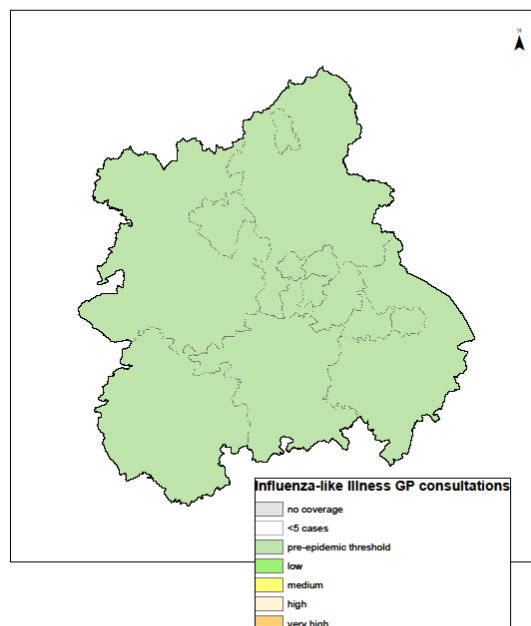 N
Influenza-like Illness GP consultations
no coverage
<5 cases
pre-epidemic threshold
low
medium
high
very high